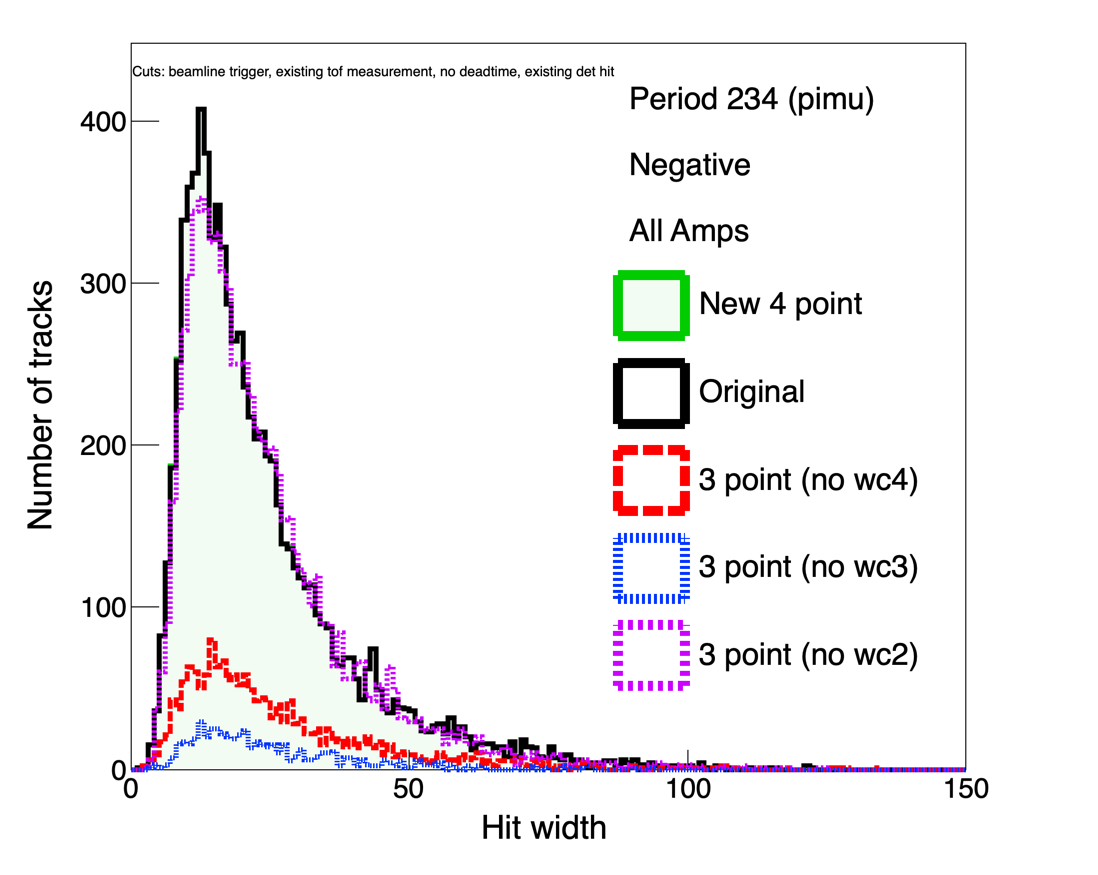 Cuts: beamline trigger, existing tof measurement, no deadtime, existing det hit
Period 234 (pimu)
Negative
All Amps
New 4 point
Original
3 point (no wc4)
3 point (no wc3)
3 point (no wc2)
Number of tracks
400
300
200
100
0
0 50 100 150
Hit width